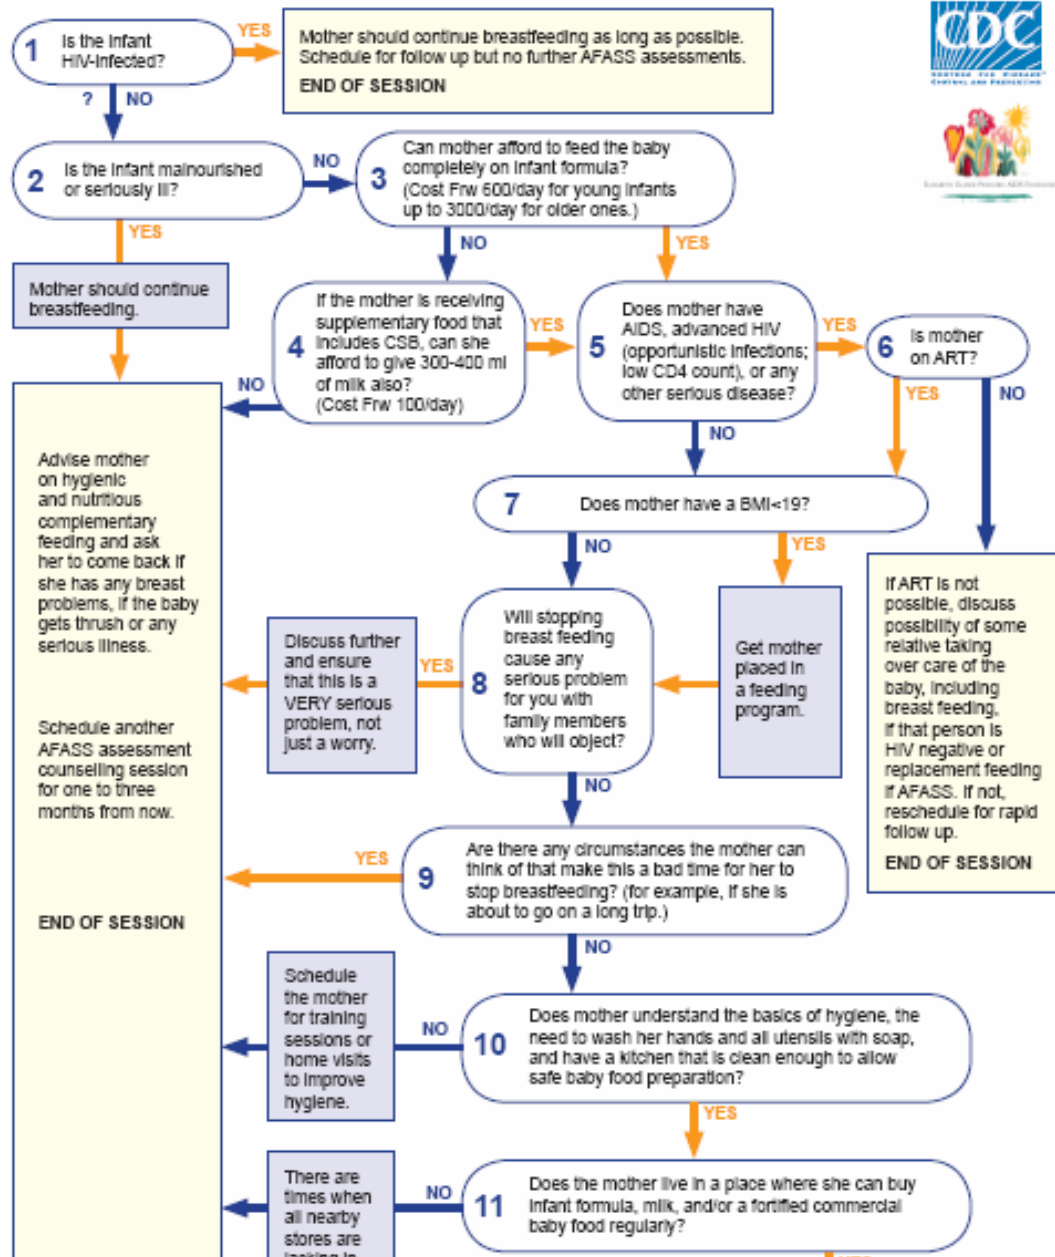 1
Is the infant
HIV-infected?
YES
Mother should continue breastfeeding as long as possible.
Schedule for follow up but no further AFASS assessments.
END OF SESSION
CDC
CENTERS FOR DISEASE
CONTROL AND PREVENTION
? NO
2
Is the infant malnourished
or seriously ill?
NO
3
Can mother afford to feed the baby
completely on infant formula?
(Cost Frw 600/day for young infants
up to 3000/day for older ones.)
YES
Mother should continue
breastfeeding.
NO
YES
4
If the mother is receiving
supplementary food that
includes CSB, can she
afford to give 300-400 ml
of milk also?
(Cost Frw 100/day)
YES
NO
5
Does mother have
AIDS, advanced HIV
(opportunistic infections;
low CD4 count), or any
other serious disease?
YES
6
Is mother
on ART?
NO
YES
NO
Advise mother
on hygienic
and nutritious
complementary
feeding and ask
her to come back if
she has any breast
problems, if the baby
gets thrush or any
serious illness.
Schedule another
AFASS assessment
counselling session
for one to three
months from now.
END OF SESSION
7
Does mother have a BMI<19?
NO
YES
If ART is not
possible, discuss
possibility of some
relative taking
over care of the
baby, including
breast feeding,
if that person is
HIV negative or
replacement feeding
if AFASS. If not,
reschedule for rapid
follow up.
END OF SESSION
Get mother
placed in
a feeding
program.
8
Will stopping
breast feeding
cause any
serious problem
for you with
family members
who will object?
YES
Discuss further
and ensure
that this is a
VERY serious
problem, not
just a worry.
NO
9
Are there any circumstances the mother can
think of that make this a bad time for her to
stop breastfeeding? (for example, if she is
about to go on a long trip.)
YES
NO
10
Does mother understand the basics of hygiene, the
need to wash her hands and all utensils with soap,
and have a kitchen that is clean enough to allow
safe baby food preparation?
NO
Schedule
the mother
for training
sessions or
home visits
to improve
hygiene.
YES
11
Does the mother live in a place where she can buy
infant formula, milk, and/or a fortified commercial
baby food regularly?
NO
There are
times when
all nearby
stores are
lacking in
YES